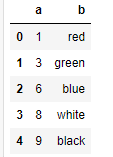 a b
0 1 red
1 3 green
2 6 blue
3 8 white
4 9 black